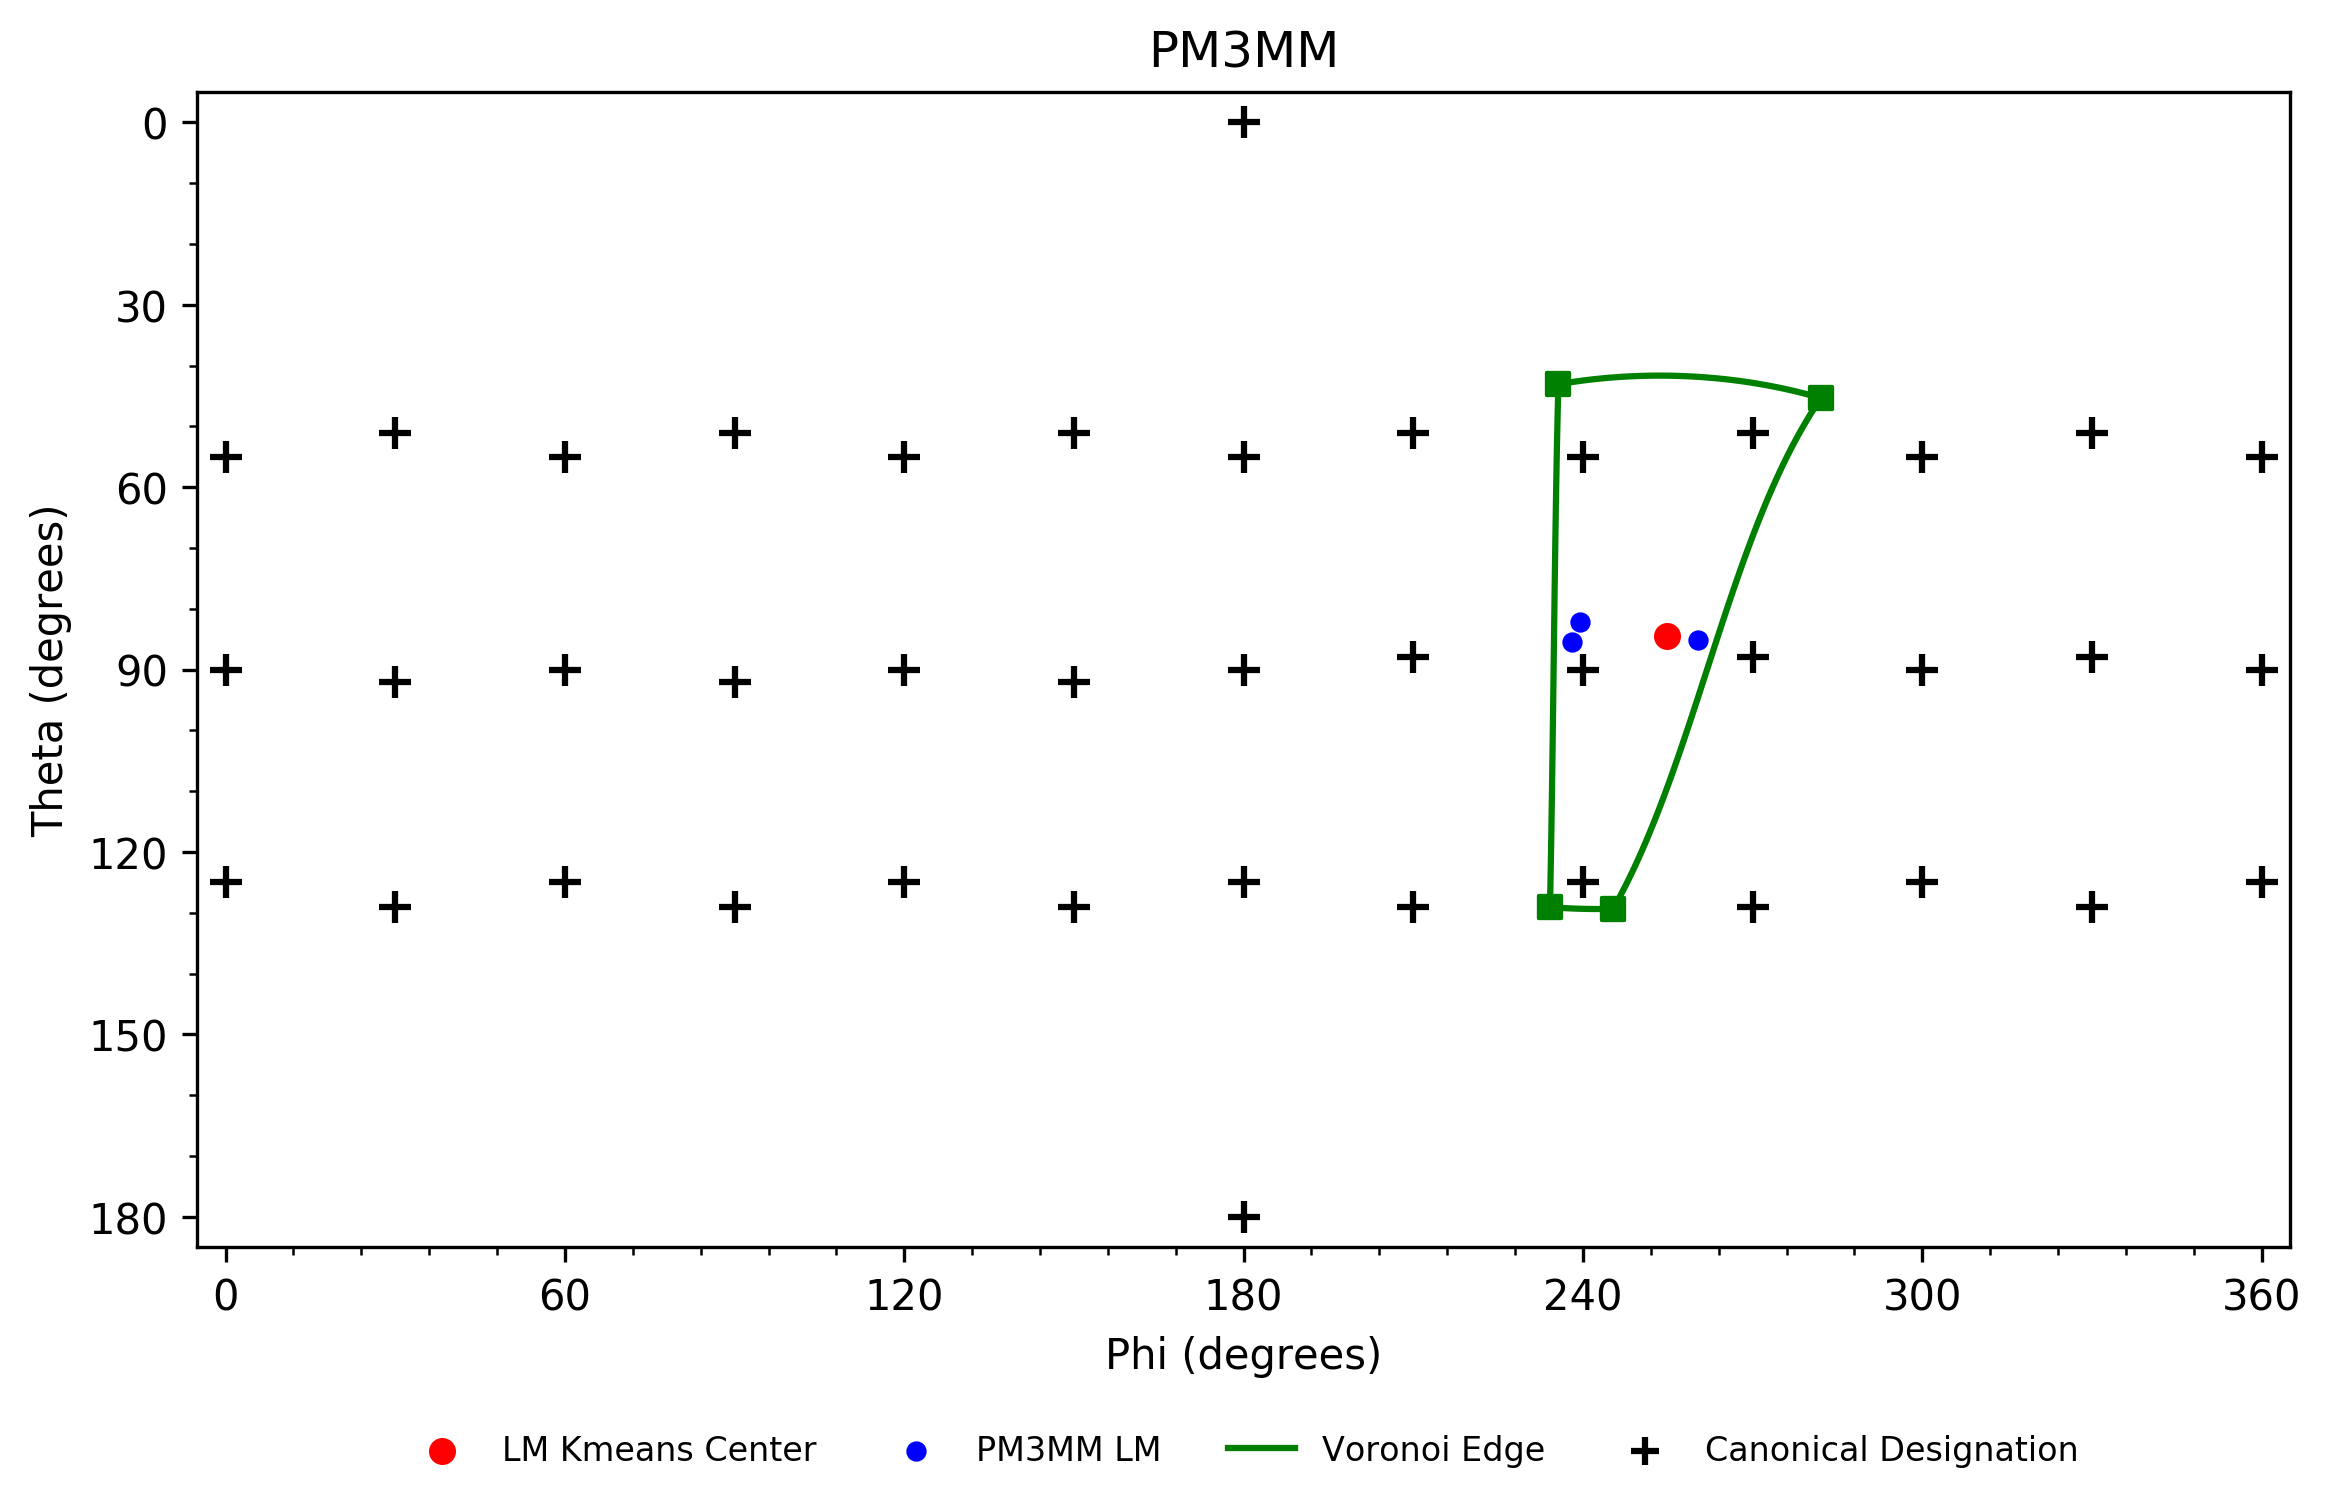 PM3MM
0
30
60
90
120
150
180
Theta (degrees)
0 60 120 180 240 300 360
Phi (degrees)
LM Kmeans Center PM3MM LM Voronoi Edge Canonical Designation